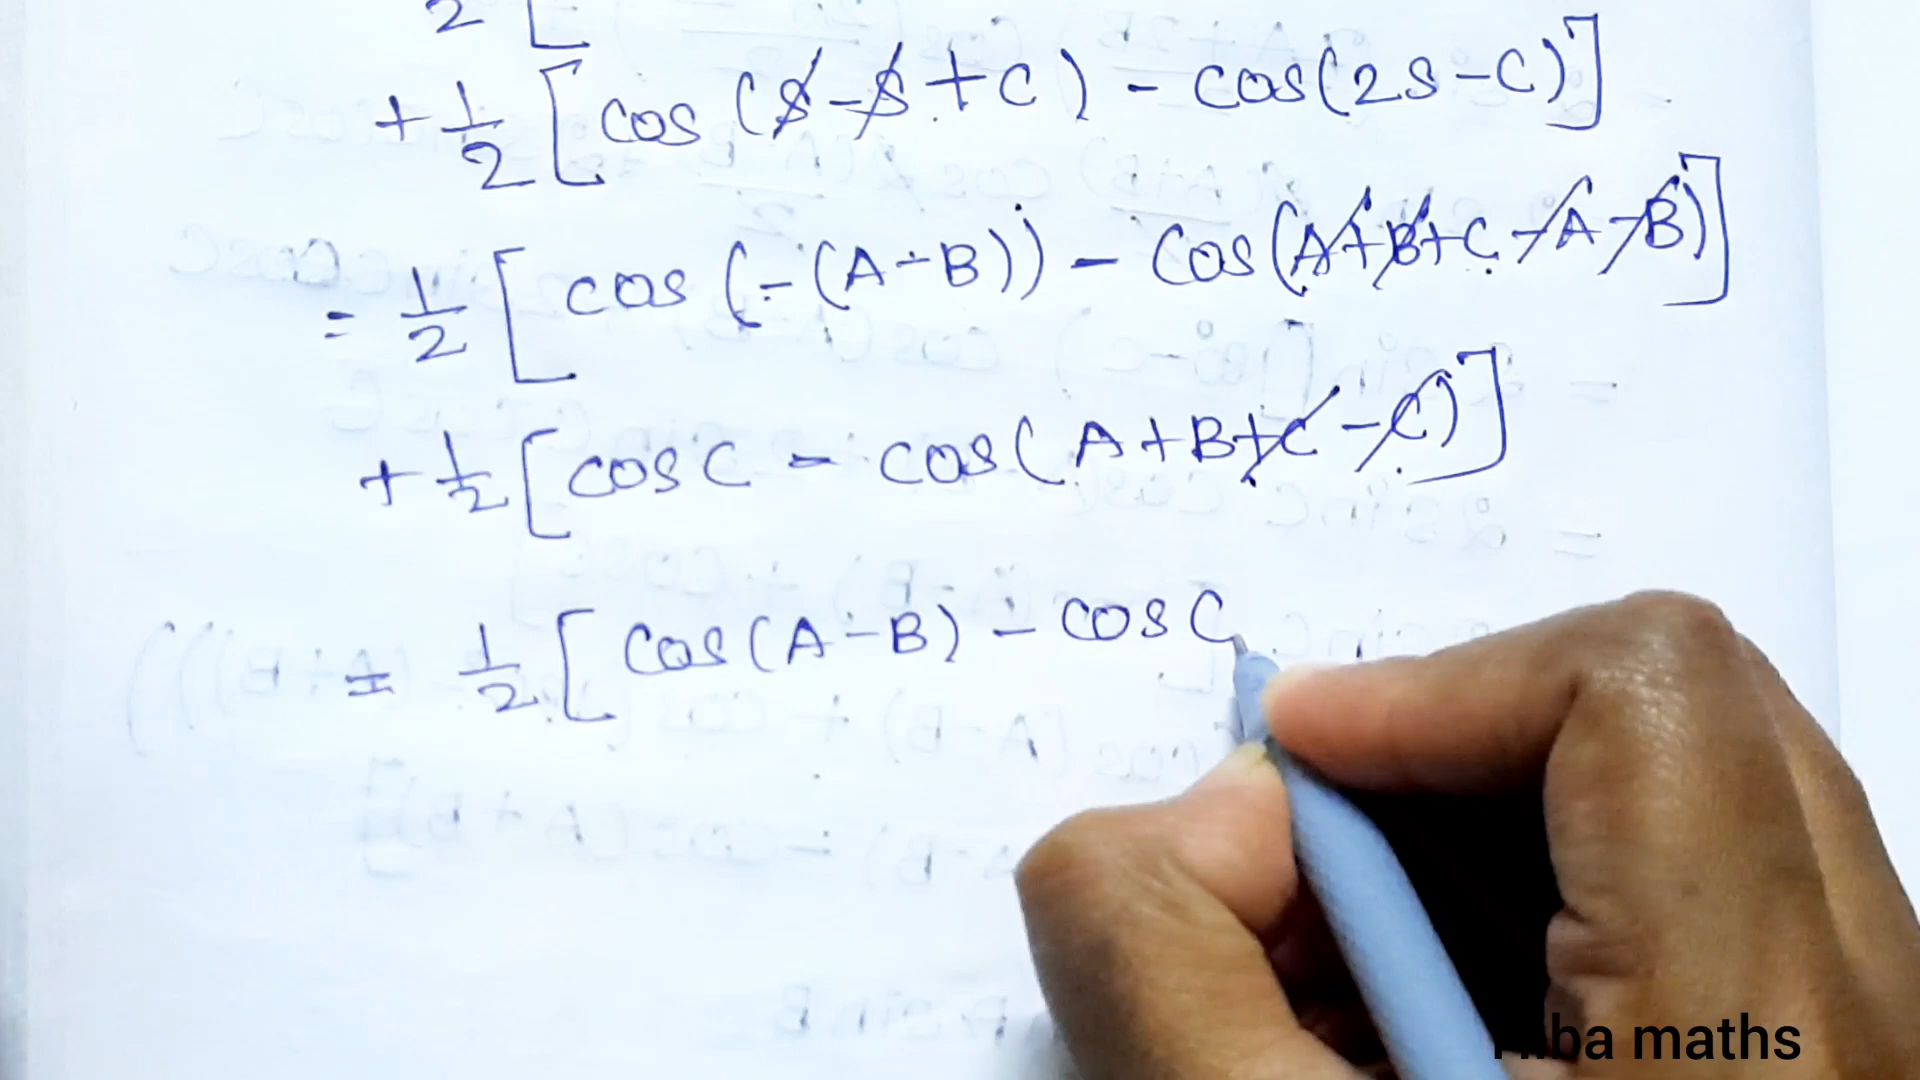 2 [
+ 1/2 [cos (s - s + c) - cos(2s - c)]
= 1/2 [cos (-(A - B)) - cos(A + B + C - A - B)]
+ 1/2 [cos C - cos(A + B + C - C)]
= 1/2 [cos(A - B) - cos C
ba maths